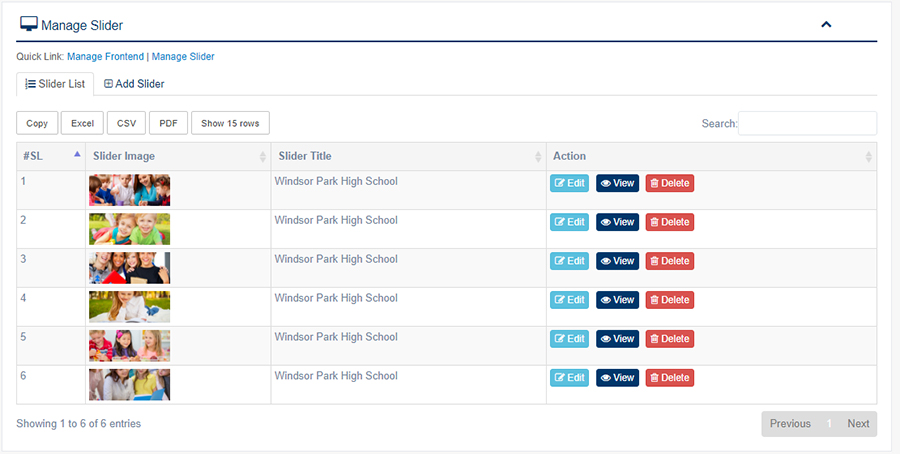 Manage Slider
Quick Link: Manage Frontend | Manage Slider
Slider List Add Slider
Copy Excel CSV PDF Show 15 rows Search:
#SL Slider Image Slider Title Action
1 Windsor Park High School Edit View Delete
2 Windsor Park High School Edit View Delete
3 Windsor Park High School Edit View Delete
4 Windsor Park High School Edit View Delete
5 Windsor Park High School Edit View Delete
6 Windsor Park High School Edit View Delete
Showing 1 to 6 of 6 entries Previous 1 Next